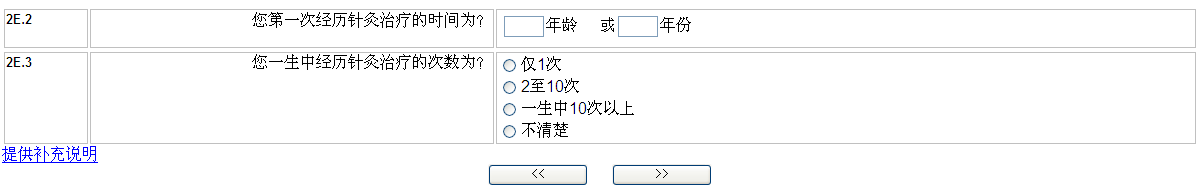 2E.2 您第一次经历针灸治疗的时间为? 年龄 或 年份
2E.3 您一生中经历针灸治疗的次数为? 仅1次
2至10次
一生中10次以上
不清楚
提供补充说明
<< >>